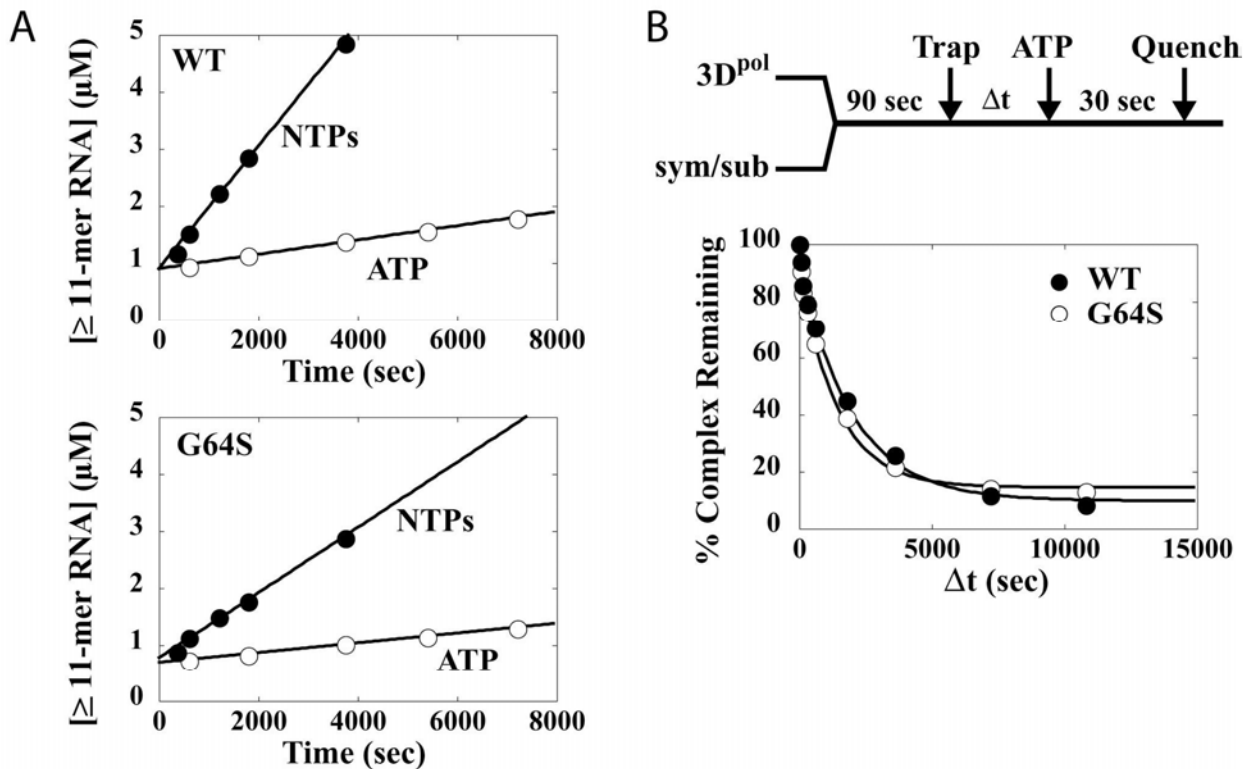 A
[≥ 11-mer RNA] (µM)
5
4
3
2
1
0
WT
NTPs
ATP
0 2000 4000 6000 8000
Time (sec)
[≥ 11-mer RNA] (µM)
5
4
3
2
1
0
G64S
NTPs
ATP
0 2000 4000 6000 8000
Time (sec)
B
3Dpol
sym/sub
90 sec
Trap
Δt
ATP
30 sec
Quench
% Complex Remaining
100
80
60
40
20
0
WT
G64S
0 5000 10000 15000
Δt (sec)